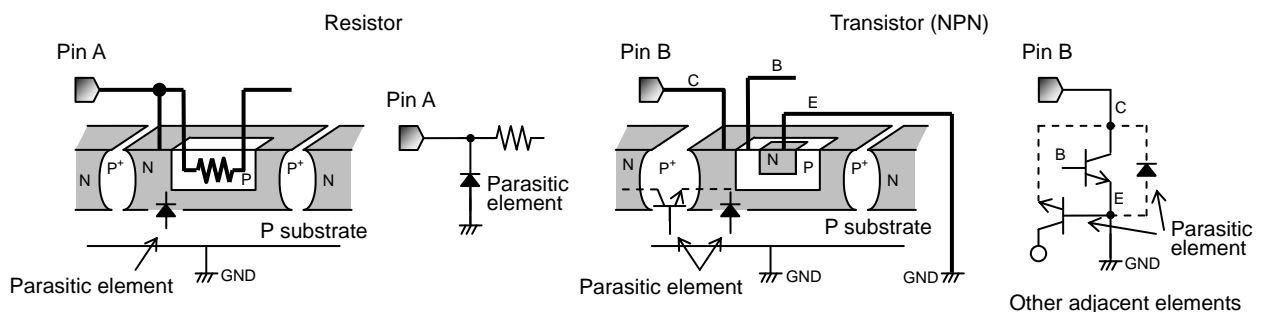 Resistor
Transistor (NPN)
Pin A
Pin B
Pin B
Pin A
C
B
E
C
B
E
N
P+
N
P
P+
N
Parasitic
element
N
P+
N
P
P+
N
P substrate
P substrate
Parasitic
element
GND
GND
GND
GND
Parasitic element
Parasitic element
Other adjacent elements